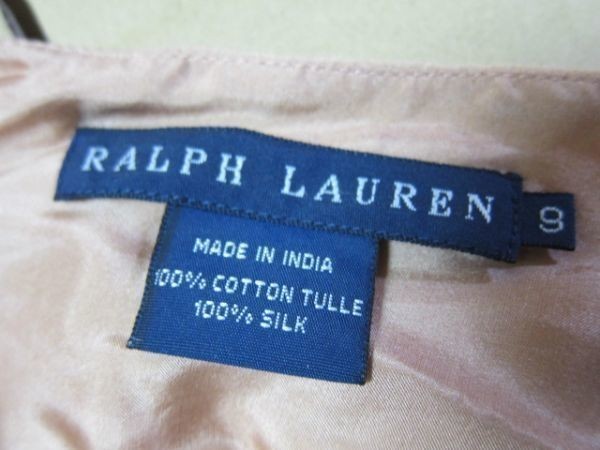 RALPH LAUREN 9
MADE IN INDIA
100% COTTON TULLE
100% SILK